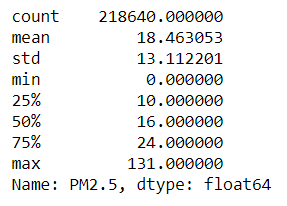 count    218640.000000
mean         18.463053
std          13.112201
min           0.000000
25%          10.000000
50%          16.000000
75%          24.000000
max         131.000000
Name: PM2.5, dtype: float64